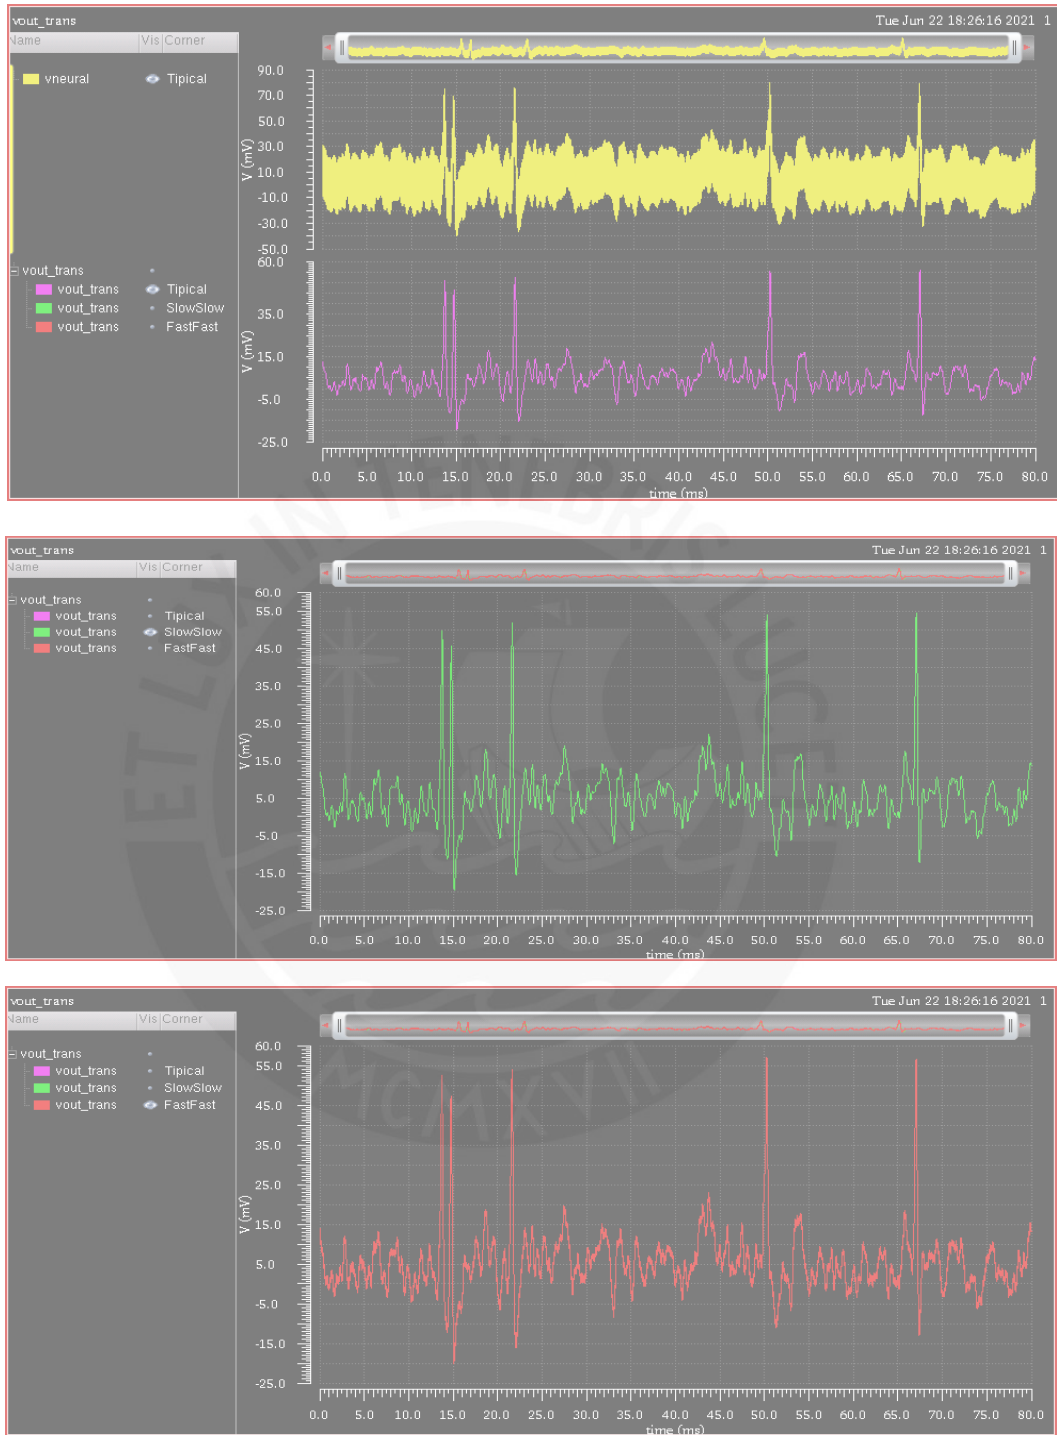 vout_trans Tue Jun 22 18:26:16 2021 1
Name Vis Corner
vneural Tipical
90.0
70.0
50.0
30.0
10.0
-10.0
-30.0
-50.0
V (mV)
vout_trans
vout_trans Tipical
vout_trans SlowSlow
vout_trans FastFast
60.0
35.0
15.0
-5.0
-25.0
V (mV)
0.0 5.0 10.0 15.0 20.0 25.0 30.0 35.0 40.0 45.0 50.0 55.0 60.0 65.0 70.0 75.0 80.0
time (ms)
vout_trans Tue Jun 22 18:26:16 2021 1
Name Vis Corner
vout_trans
vout_trans Tipical
vout_trans SlowSlow
vout_trans FastFast
60.0
55.0
45.0
35.0
25.0
15.0
5.0
-5.0
-15.0
-25.0
V (mV)
0.0 5.0 10.0 15.0 20.0 25.0 30.0 35.0 40.0 45.0 50.0 55.0 60.0 65.0 70.0 75.0 80.0
time (ms)
vout_trans Tue Jun 22 18:26:16 2021 1
Name Vis Corner
vout_trans
vout_trans Tipical
vout_trans SlowSlow
vout_trans FastFast
60.0
55.0
45.0
35.0
25.0
15.0
5.0
-5.0
-15.0
-25.0
V (mV)
0.0 5.0 10.0 15.0 20.0 25.0 30.0 35.0 40.0 45.0 50.0 55.0 60.0 65.0 70.0 75.0 80.0
time (ms)
ET LUX IN TENEBRIS LUCET
MCMXVII